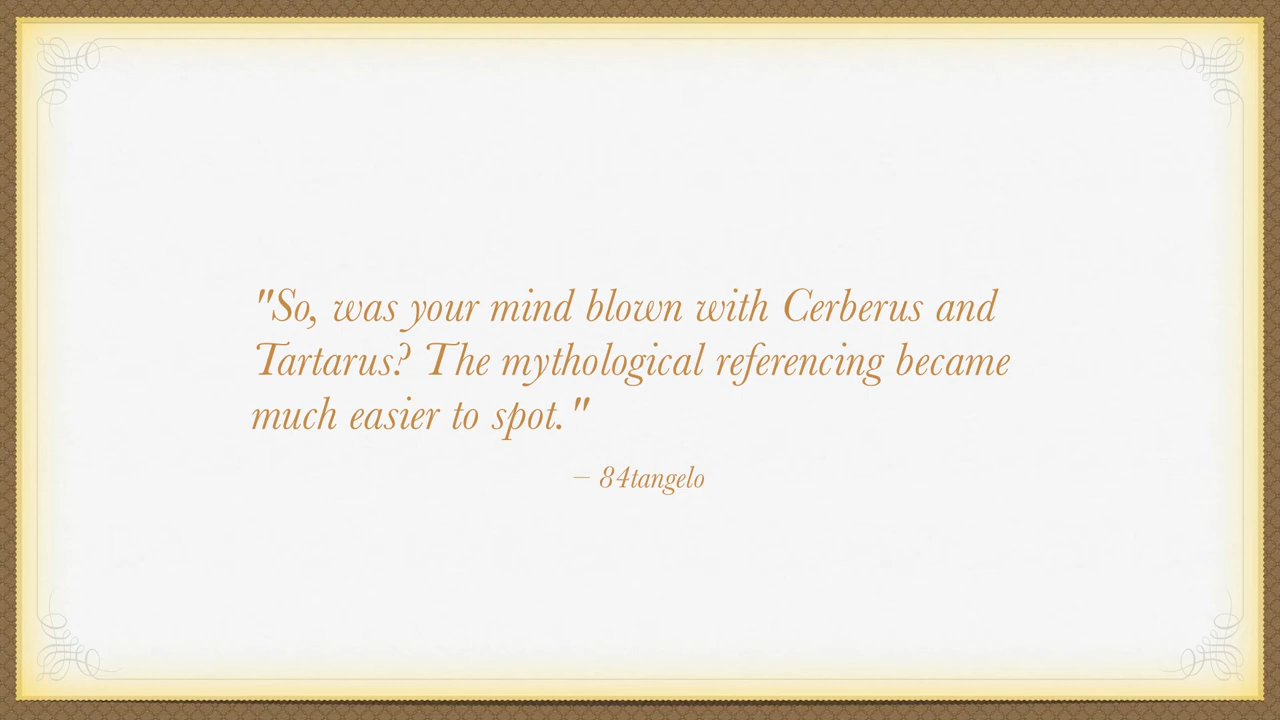 "So, was your mind blown with Cerberus and
Tartarus? The mythological referencing became
much easier to spot."
– 84tangelo